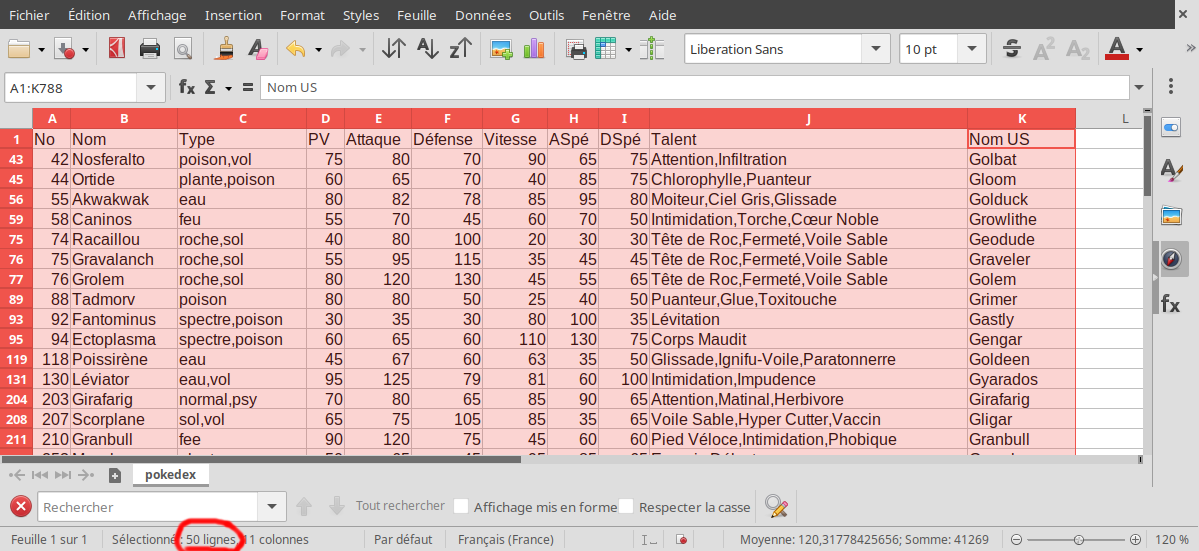 Fichier Édition Affichage Insertion Format Styles Feuille Données Outils Fenêtre Aide
Liberation Sans 10 pt
A1:K788 fx Σ = Nom US
A B C D E F G H I J K L
1 No Nom Type PV Attaque Défense Vitesse ASpé DSpé Talent Nom US
43 42 Nosferalto poison,vol 75 80 70 90 65 75 Attention,Infiltration Golbat
45 44 Ortide plante,poison 60 65 70 40 85 75 Chlorophylle,Puanteur Gloom
56 55 Akwakwak eau 80 82 78 85 95 80 Moiteur,Ciel Gris,Glissade Golduck
59 58 Caninos feu 55 70 45 60 70 50 Intimidation,Torche,Cœur Noble Growlithe
75 74 Racaillou roche,sol 40 80 100 20 30 30 Tête de Roc,Fermeté,Voile Sable Geodude
76 75 Gravalanch roche,sol 55 95 115 35 45 45 Tête de Roc,Fermeté,Voile Sable Graveler
77 76 Grolem roche,sol 80 120 130 45 55 65 Tête de Roc,Fermeté,Voile Sable Golem
89 88 Tadmorv poison 80 80 50 25 40 50 Puanteur,Glue,Toxitouche Grimer
93 92 Fantominus spectre,poison 30 35 30 80 100 35 Lévitation Gastly
95 94 Ectoplasma spectre,poison 60 65 60 110 130 75 Corps Maudit Gengar
119 118 Poissirène eau 45 67 60 63 35 50 Glissade,Ignifu-Voile,Paratonnerre Goldeen
131 130 Léviator eau,vol 95 125 79 81 60 100 Intimidation,Impudence Gyarados
204 203 Girafarig normal,psy 70 80 65 85 90 65 Attention,Matinal,Herbivore Girafarig
208 207 Scorplane sol,vol 65 75 105 85 35 65 Voile Sable,Hyper Cutter,Vaccin Gligar
211 210 Granbull fee 90 120 75 45 60 60 Pied Véloce,Intimidation,Phobique Granbull
pokedex
Rechercher Tout rechercher Affichage mis en forme Respecter la casse
Feuille 1 sur 1 Sélectionné : 50 lignes, 11 colonnes Par défaut Français (France) Moyenne: 120,31778425656; Somme: 41269 120 %